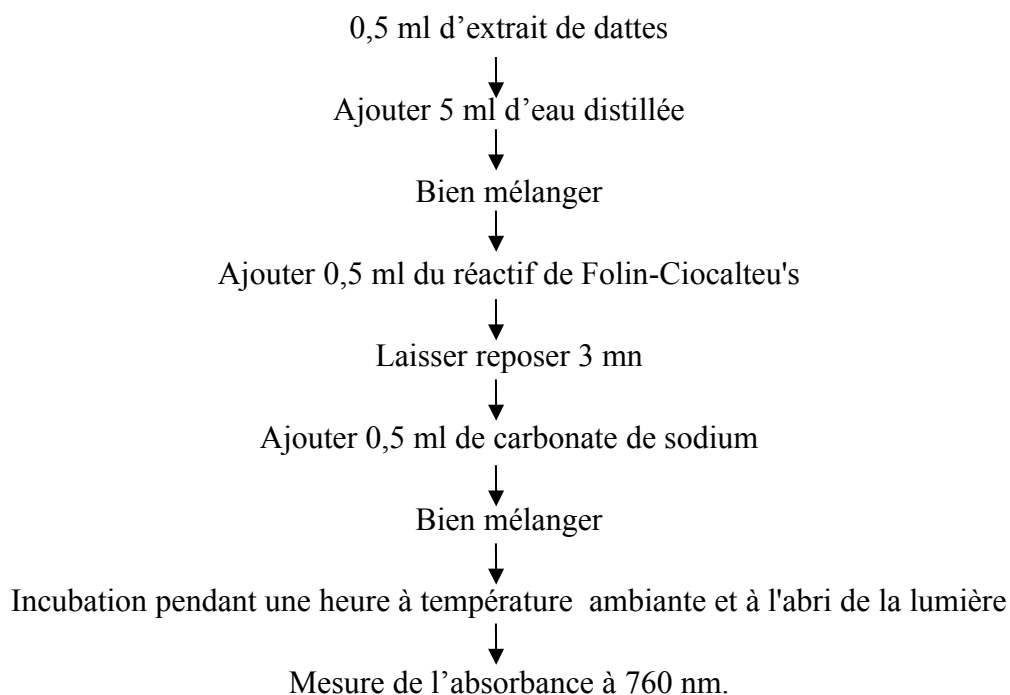 0,5 ml d’extrait de dattes
Ajouter 5 ml d’eau distillée
Bien mélanger
Ajouter 0,5 ml du réactif de Folin-Ciocalteu's
Laisser reposer 3 mn
Ajouter 0,5 ml de carbonate de sodium
Bien mélanger
Incubation pendant une heure à température ambiante et à l'abri de la lumière
Mesure de l’absorbance à 760 nm.